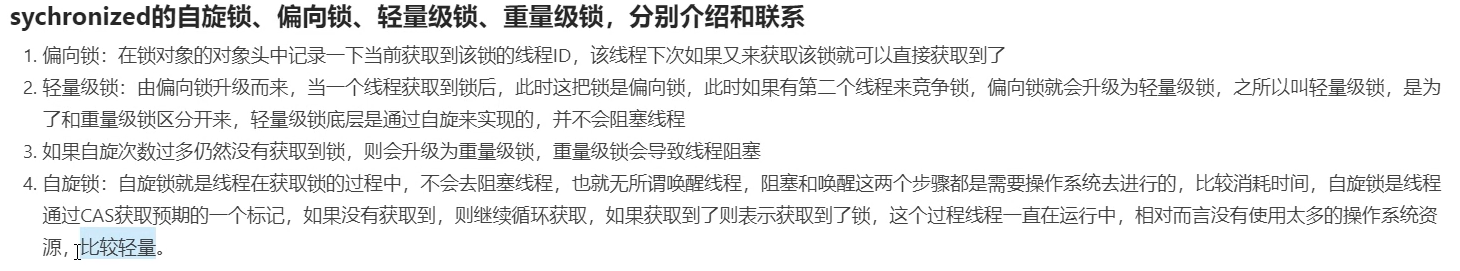 sychronized的自旋锁、偏向锁、轻量级锁、重量级锁，分别介绍和联系
1. 偏向锁：在锁对象的对象头中记录一下当前获取到该锁的线程ID，该线程下次如果又来获取该锁就可以直接获取到了
2. 轻量级锁：由偏向锁升级而来，当一个线程获取到锁后，此时这把锁是偏向锁，此时如果有第二个线程来竞争锁，偏向锁就会升级为轻量级锁，之所以叫轻量级锁，是为
了和重量级锁区分开来，轻量级锁底层是通过自旋来实现的，并不会阻塞线程
3. 如果自旋次数过多仍然没有获取到锁，则会升级为重量级锁，重量级锁会导致线程阻塞
4. 自旋锁：自旋锁就是线程在获取锁的过程中，不会去阻塞线程，也就无所谓唤醒线程，阻塞和唤醒这两个步骤都是需要操作系统去进行的，比较消耗时间，自旋锁是线程
通过CAS获取预期的一个标记，如果没有获取到，则继续循环获取，如果获取到了则表示获取到了锁，这个过程线程一直在运行中，相对而言没有使用太多的操作系统资
源，比较轻量。